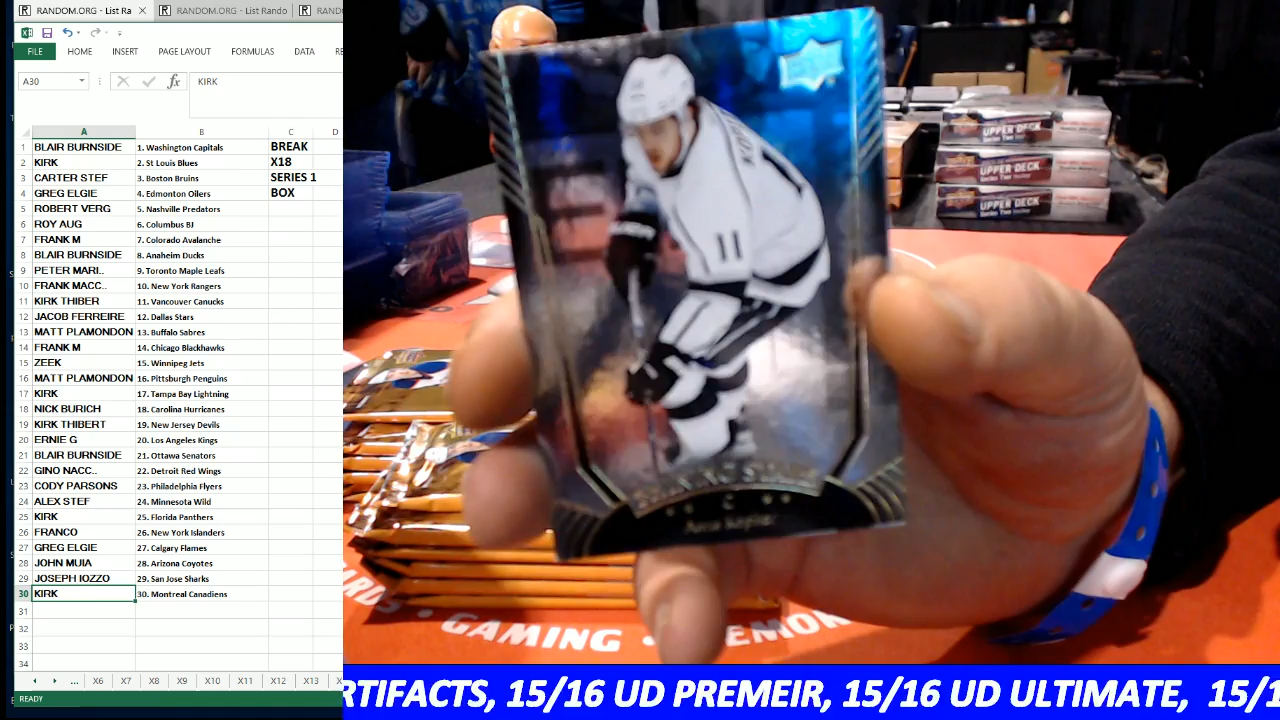 RANDOM.ORG - List Ra
RANDOM.ORG - List Rando
RANDOM
FILE HOME INSERT PAGE LAYOUT FORMULAS DATA RE
A30
fx KIRK
A B C D
1 BLAIR BURNSIDE 1. Washington Capitals BREAK
2 KIRK 2. St Louis Blues X18
3 CARTER STEF 3. Boston Bruins SERIES 1
4 GREG ELGIE 4. Edmonton Oilers BOX
5 ROBERT VERG 5. Nashville Predators
6 ROY AUG 6. Columbus BJ
7 FRANK M 7. Colorado Avalanche
8 BLAIR BURNSIDE 8. Anaheim Ducks
9 PETER MARI.. 9. Toronto Maple Leafs
10 FRANK MACC.. 10. New York Rangers
11 KIRK THIBER 11. Vancouver Canucks
12 JACOB FERREIRE 12. Dallas Stars
13 MATT PLAMONDON 13. Buffalo Sabres
14 FRANK M 14. Chicago Blackhawks
15 ZEEK 15. Winnipeg Jets
16 MATT PLAMONDON 16. Pittsburgh Penguins
17 KIRK 17. Tampa Bay Lightning
18 NICK BURICH 18. Carolina Hurricanes
19 KIRK THIBERT 19. New Jersey Devils
20 ERNIE G 20. Los Angeles Kings
21 BLAIR BURNSIDE 21. Ottawa Senators
22 GINO NACC.. 22. Detroit Red Wings
23 CODY PARSONS 23. Philadelphia Flyers
24 ALEX STEF 24. Minnesota Wild
25 KIRK 25. Florida Panthers
26 FRANCO 26. New York Islanders
27 GREG ELGIE 27. Calgary Flames
28 JOHN MUIA 28. Arizona Coyotes
29 JOSEPH IOZZO 29. San Jose Sharks
30 KIRK 30. Montreal Canadiens
31
32
33
34
... X6 X7 X8 X9 X10 X11 X12 X13 X
READY
11
C
UPPER DECK
UPPER DECK
UPPER DECK
GAMING
RTIFACTS, 15/16 UD PREMEIR, 15/16 UD ULTIMATE, 15/1